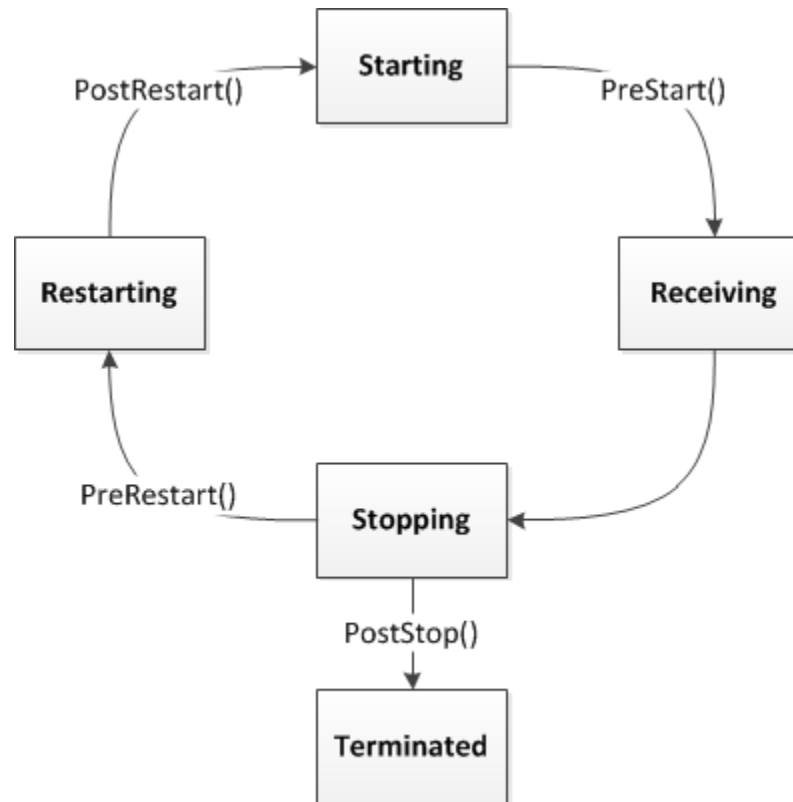 Starting
PostRestart()
PreStart()
Restarting
Receiving
PreRestart()
Stopping
PostStop()
Terminated